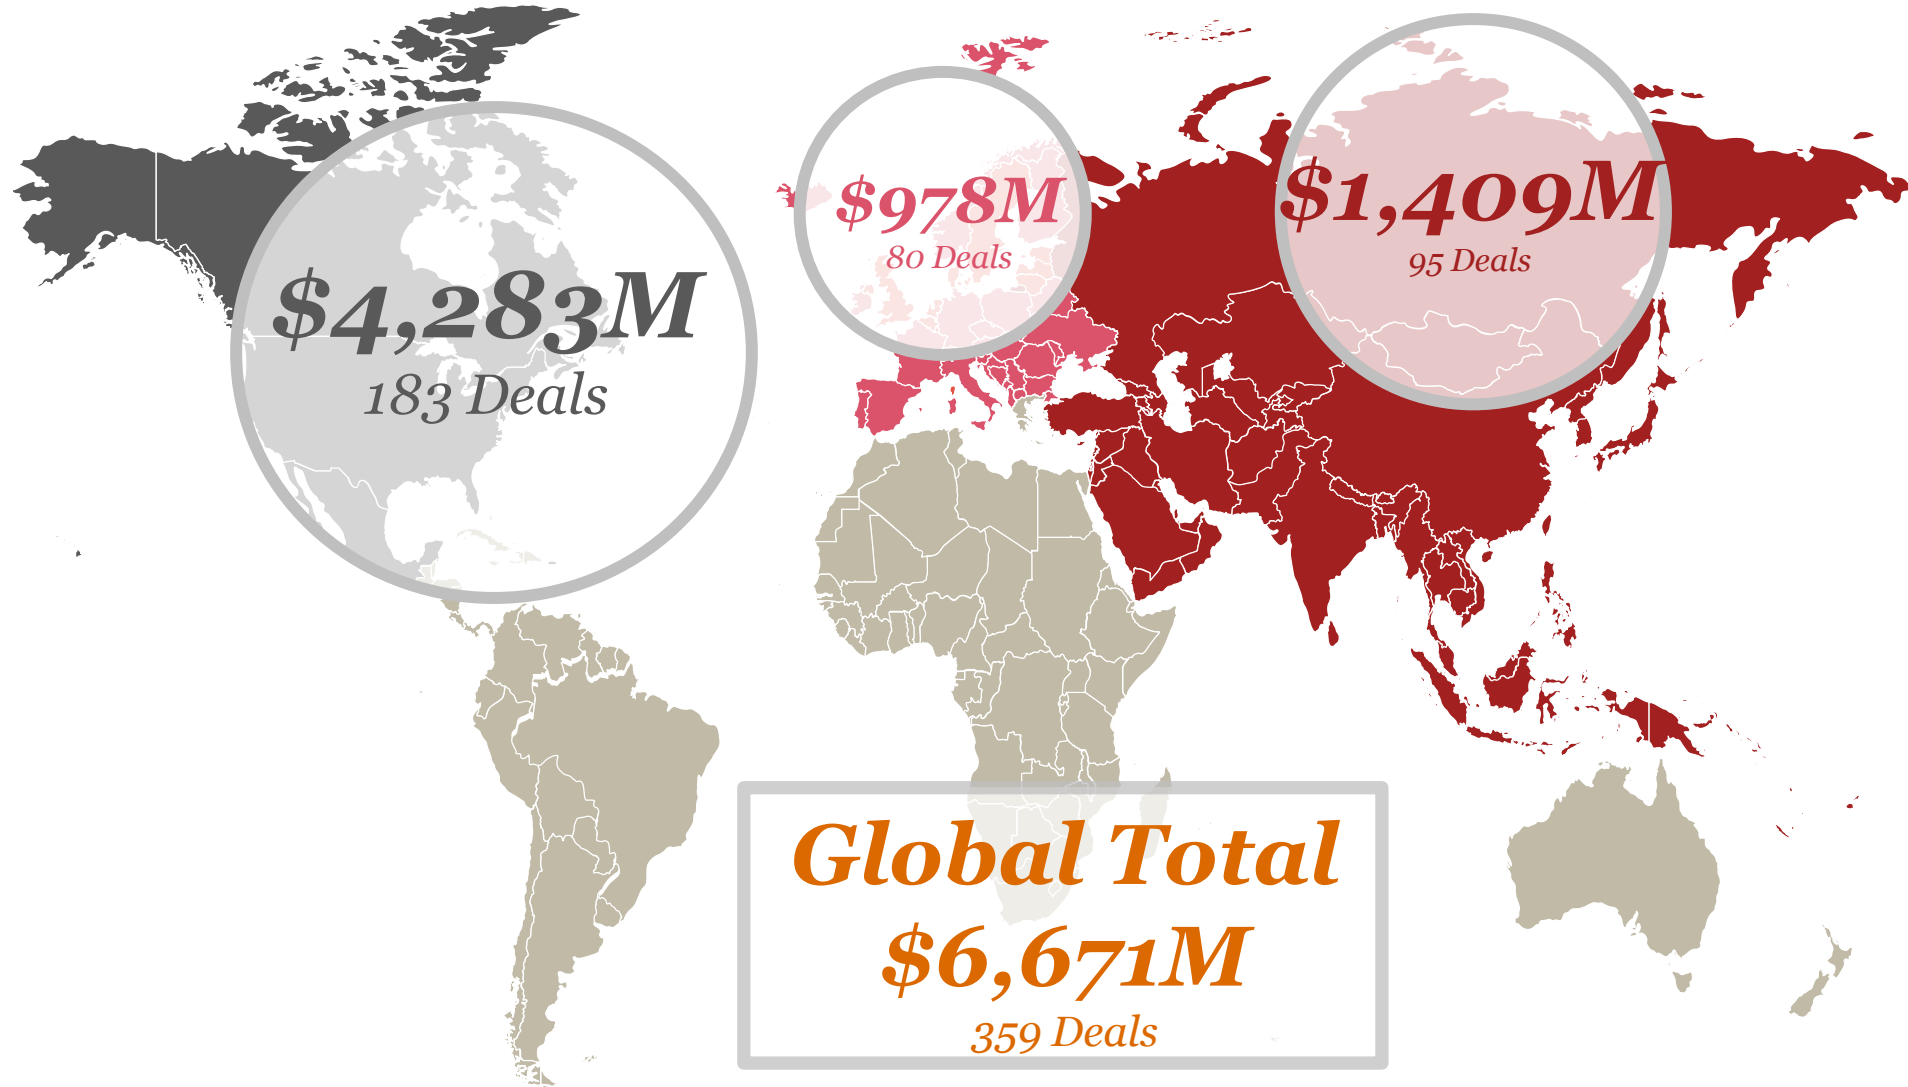 $4,283M
183 Deals
$978M
80 Deals
$1,409M
95 Deals
Global Total
$6,671M
359 Deals